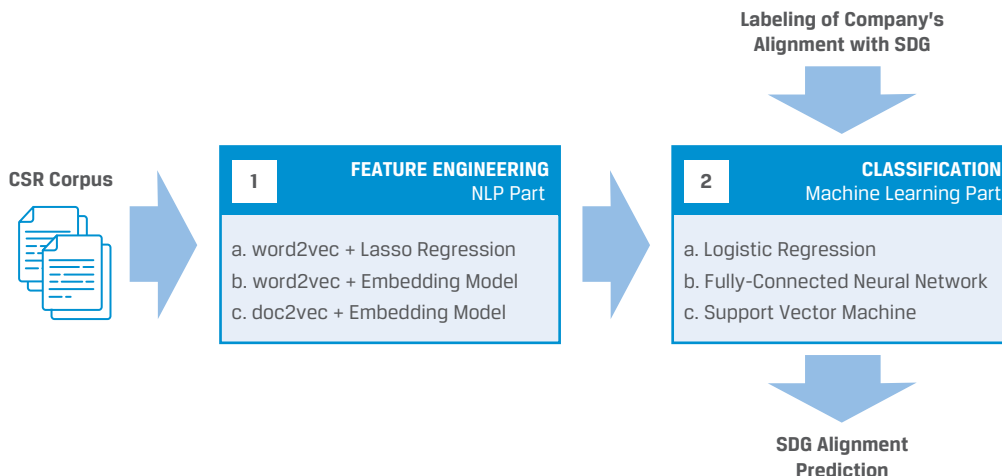 Labeling of Company's
Alignment with SDG
CSR Corpus
1
FEATURE ENGINEERING
NLP Part
a. word2vec + Lasso Regression
b. word2vec + Embedding Model
c. doc2vec + Embedding Model
2
CLASSIFICATION
Machine Learning Part
a. Logistic Regression
b. Fully-Connected Neural Network
c. Support Vector Machine
SDG Alignment
Prediction